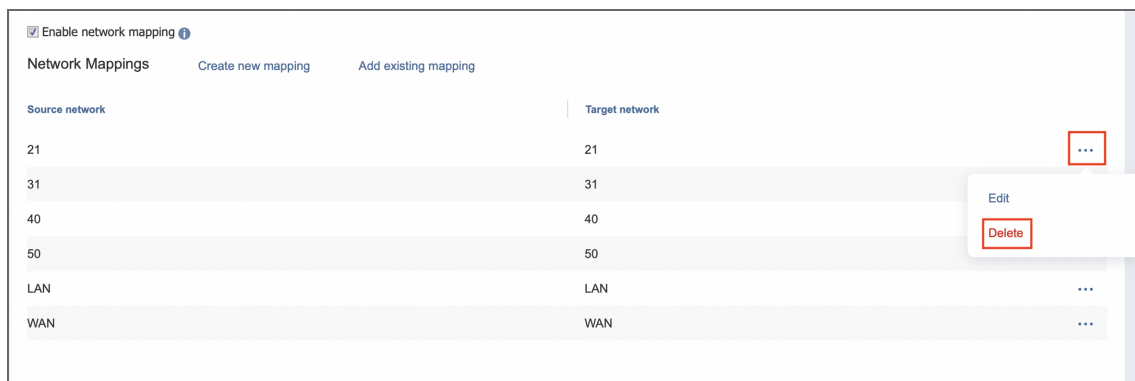 Enable network mapping
Network Mappings Create new mapping Add existing mapping
Source network Target network
21 21 ...
31 31
Edit
40 40
Delete
50 50
LAN LAN ...
WAN WAN ...